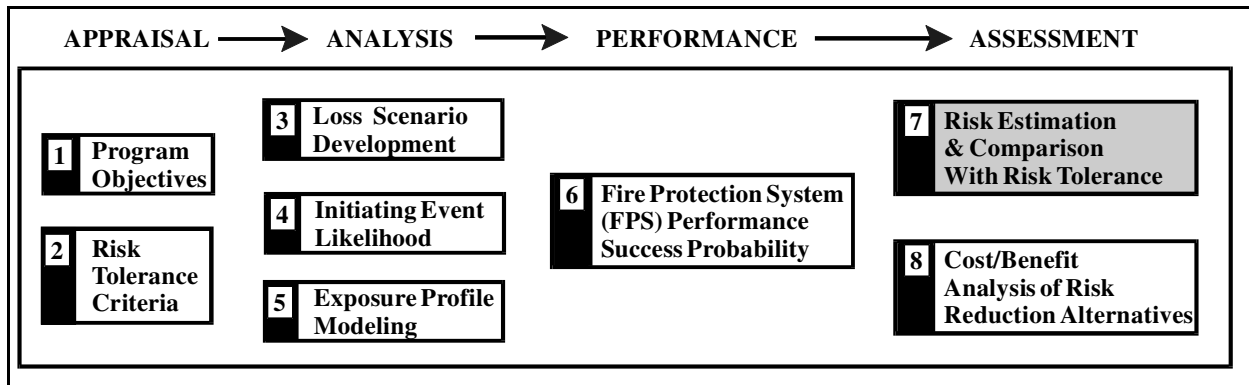 APPRAISAL ANALYSIS PERFORMANCE ASSESSMENT
1 Program
Objectives
2 Risk
Tolerance
Criteria
3 Loss Scenario
Development
4 Initiating Event
Likelihood
5 Exposure Profile
Modeling
6 Fire Protection System
(FPS) Performance
Success Probability
7 Risk Estimation
& Comparison
With Risk Tolerance
8 Cost/Benefit
Analysis of Risk
Reduction Alternatives